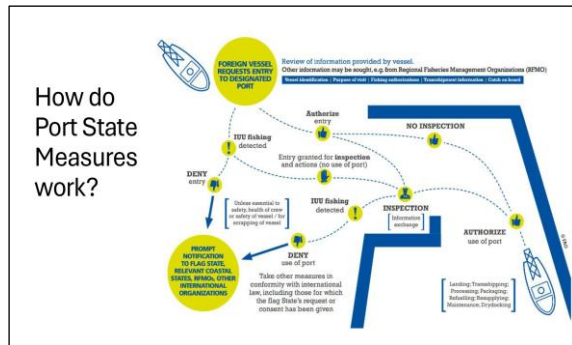 How do
Port State
Measures
work?
FOREIGN VESSEL
REQUESTS ENTRY
TO DESIGNATED
PORT
Review of information provided by vessel.
Other information may be sought, e.g. from Regional Fisheries Management Organizations (RFMO)
Vessel identification | Purpose of visit | Fishing authorizations | Transhipment information | Catch on board
Authorize
entry
NO INSPECTION
IUU fishing
detected
DENY
entry
Entry granted for inspection
and actions (no use of port)
Unless essential to
safety, health of crew
or safety of vessel / for
scrapping of vessel
IUU fishing
detected
INSPECTION
Information
exchange
AUTHORIZE
use of port
PROMPT
NOTIFICATION
TO FLAG STATE,
RELEVANT COASTAL
STATES, RFMOs, OTHER
INTERNATIONAL
ORGANIZATIONS
DENY
use of port
Take other measures in
conformity with international
law, including those for which
the flag State's request or
consent has been given
Landing; Transshipping;
Processing; Packaging;
Refuelling; Resupplying;
Maintenance; Drydocking
© FAO